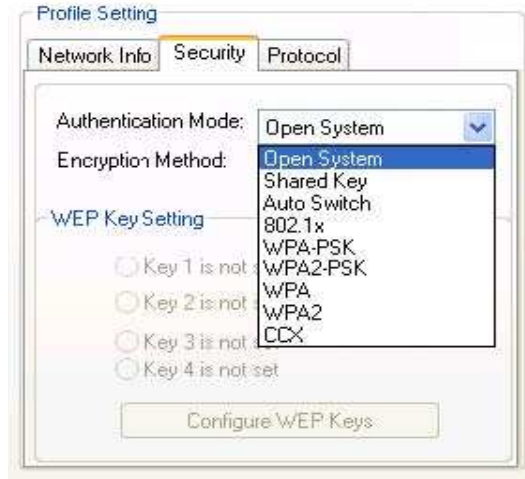 Profile Setting
Network Info Security Protocol
Authentication Mode: Open System
Encryption Method:
Open System
Shared Key
Auto Switch
802.1x
WPA-PSK
WPA2-PSK
WPA
WPA2
CCX
WEP Key Setting
Key 1 is not
Key 2 is not
Key 3 is not
Key 4 is not set
Configure WEP Keys